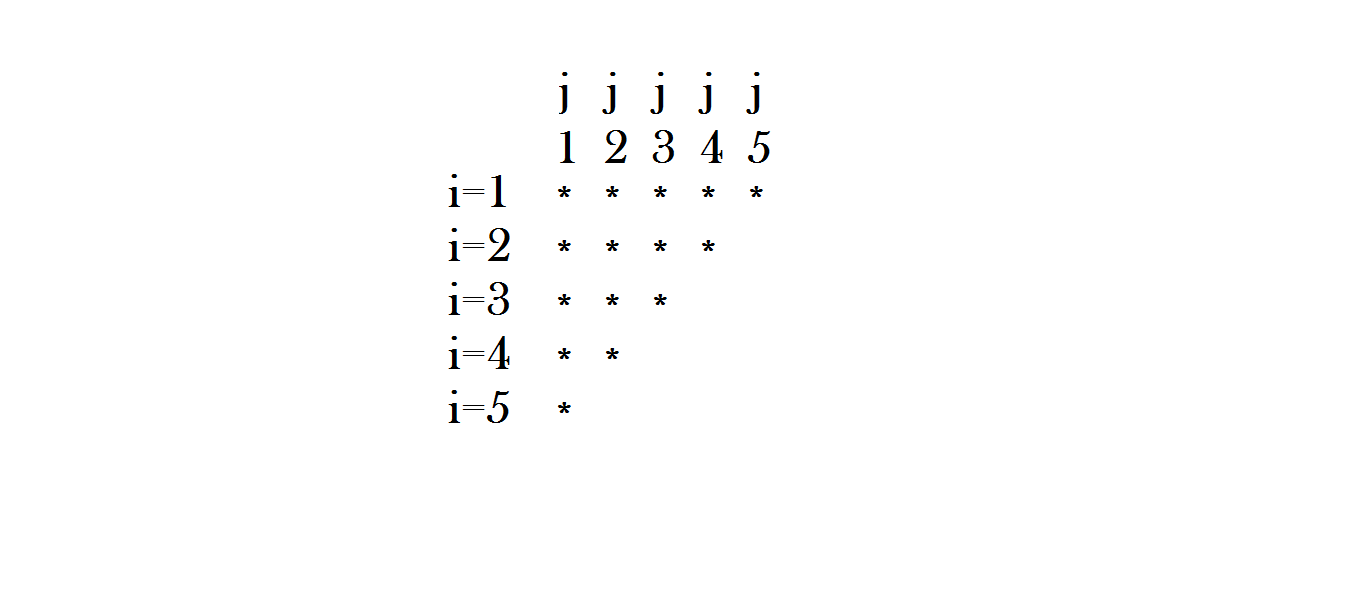 j j j j j
1 2 3 4 5
i=1 * * * * *
i=2 * * * *
i=3 * * *
i=4 * *
i=5 *